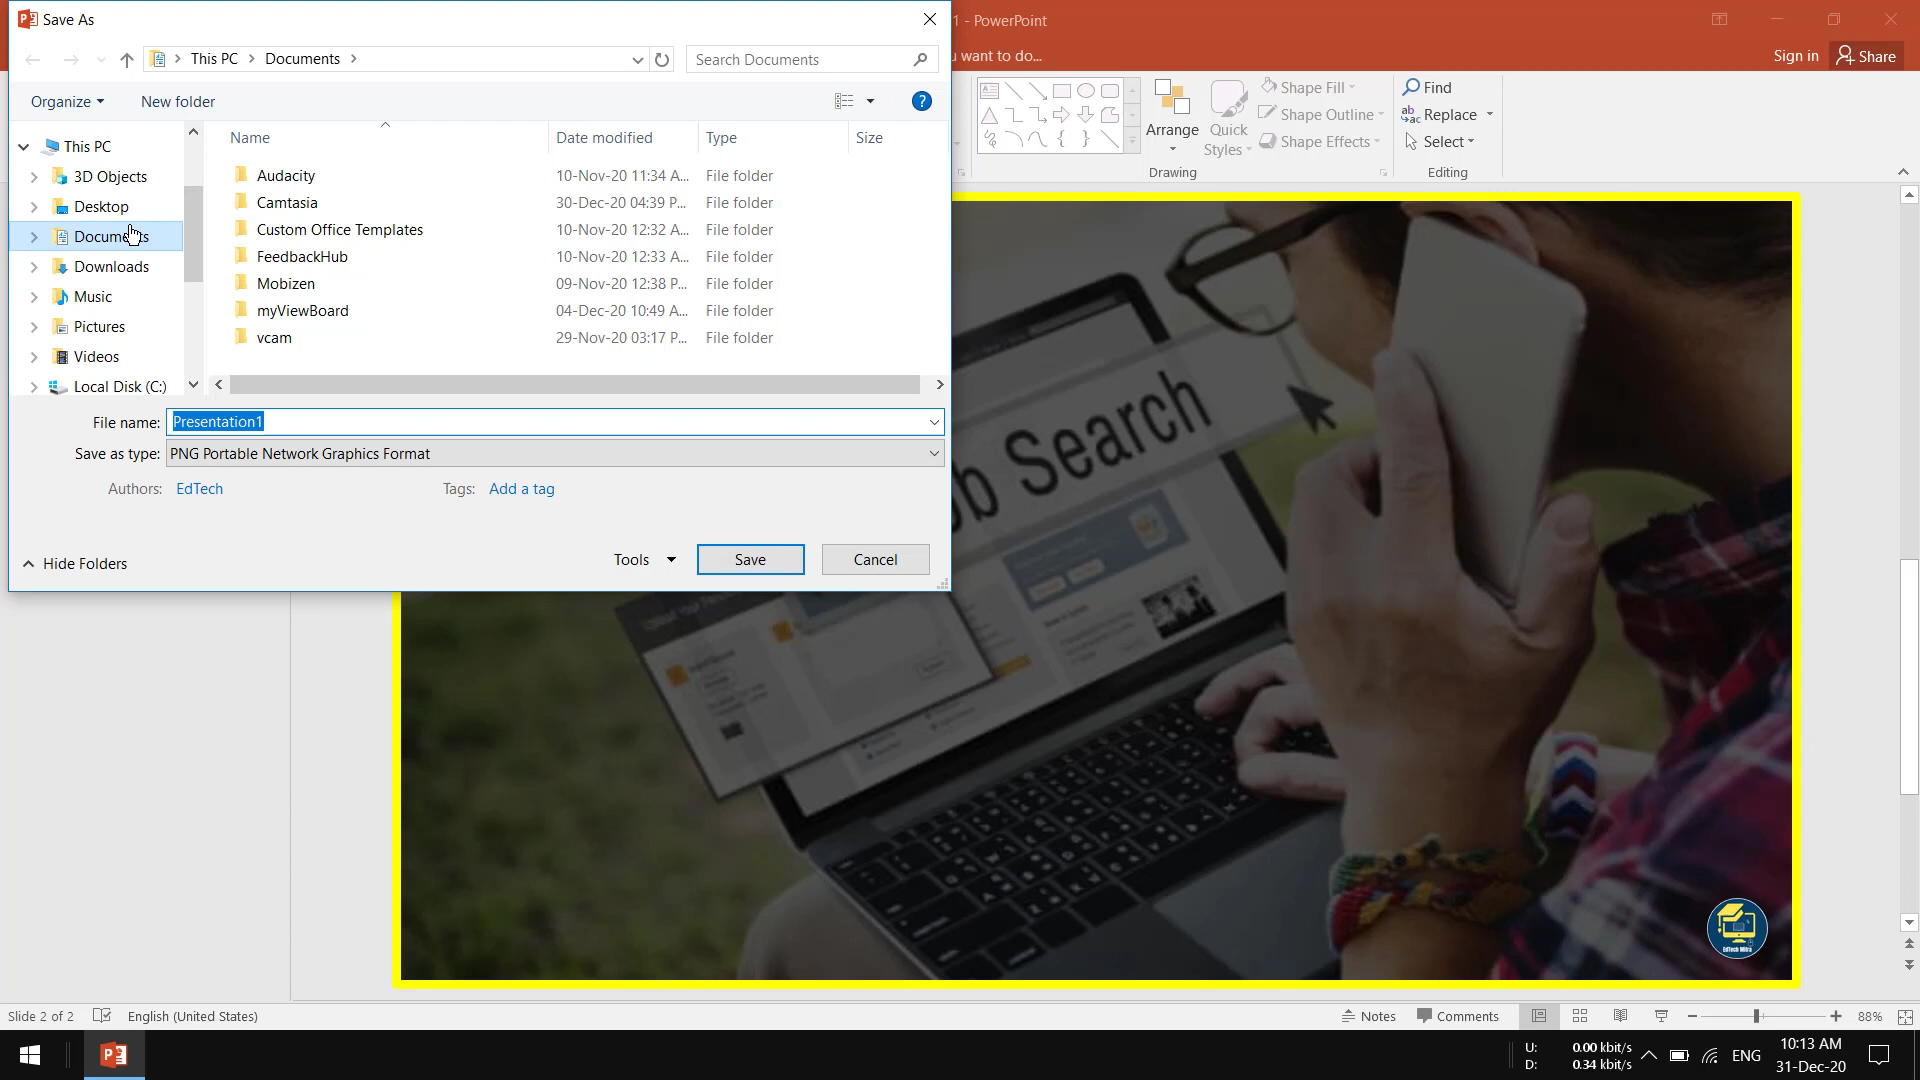 Save As
1 - PowerPoint
This PC > Documents >
Search Documents
u want to do...
Sign in
Share
Organize
New folder
Name
Date modified
Type
Size
This PC
3D Objects
Desktop
Documents
Downloads
Music
Pictures
Videos
Local Disk (C:)
Audacity 10-Nov-20 11:34 A... File folder
Camtasia 30-Dec-20 04:39 P... File folder
Custom Office Templates 10-Nov-20 12:32 A... File folder
FeedbackHub 10-Nov-20 12:33 A... File folder
Mobizen 09-Nov-20 12:38 P... File folder
myViewBoard 04-Dec-20 10:49 A... File folder
vcam 29-Nov-20 03:17 P... File folder
File name: Presentation1
Save as type: PNG Portable Network Graphics Format
Authors: EdTech
Tags: Add a tag
Hide Folders
Tools
Save
Cancel
Arrange
Quick
Styles
Shape Fill
Shape Outline
Shape Effects
Drawing
Find
Replace
Select
Editing
b Search
EdTech Mitra
Slide 2 of 2
English (United States)
Notes
Comments
88%
U: 0.00 kbit/s
D: 0.34 kbit/s
ENG
10:13 AM
31-Dec-20